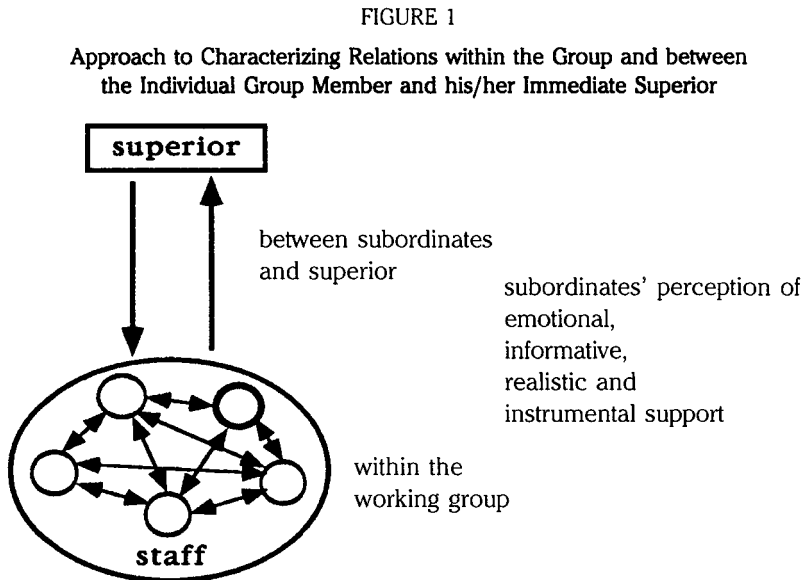 FIGURE 1
Approach to Characterizing Relations within the Group and between
the Individual Group Member and his/her Immediate Superior
superior
between subordinates
and superior
subordinates' perception of
emotional,
informative,
realistic and
instrumental support
within the
working group
staff